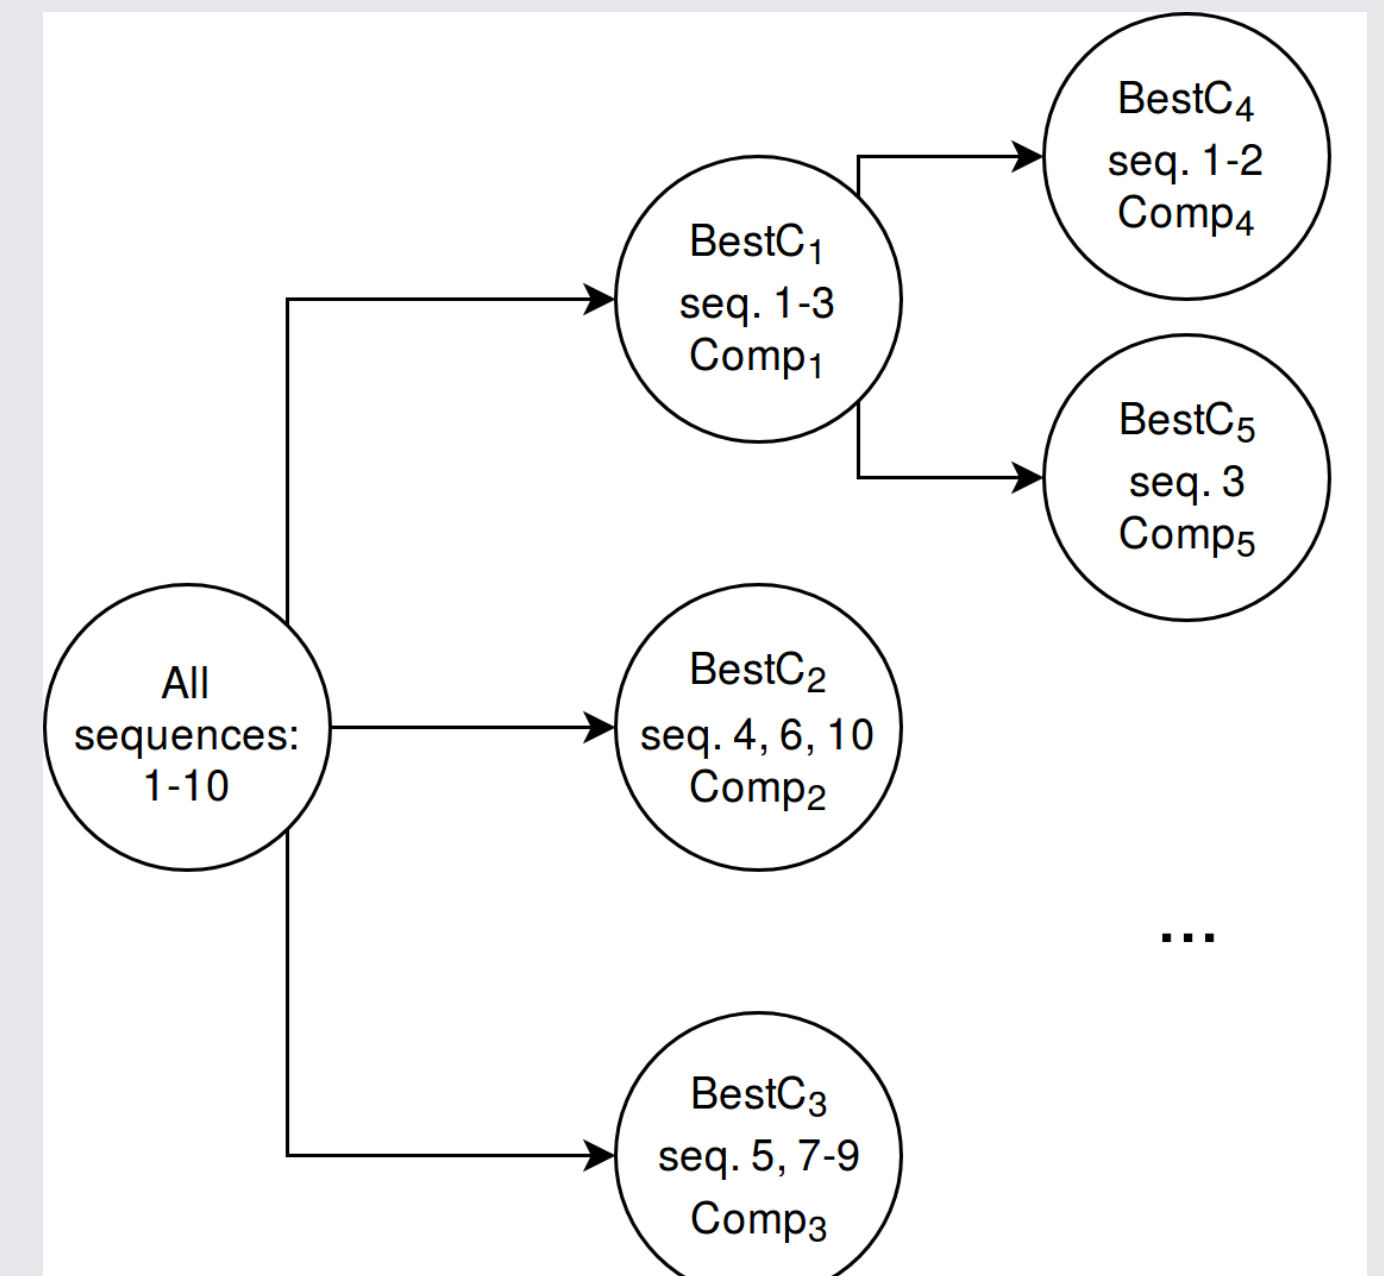 BestC₄
seq. 1-2
Comp₄
BestC₁
seq. 1-3
Comp₁
BestC₅
seq. 3
Comp₅
All
sequences:
1-10
BestC₂
seq. 4, 6, 10
Comp₂
...
BestC₃
seq. 5, 7-9
Comp₃